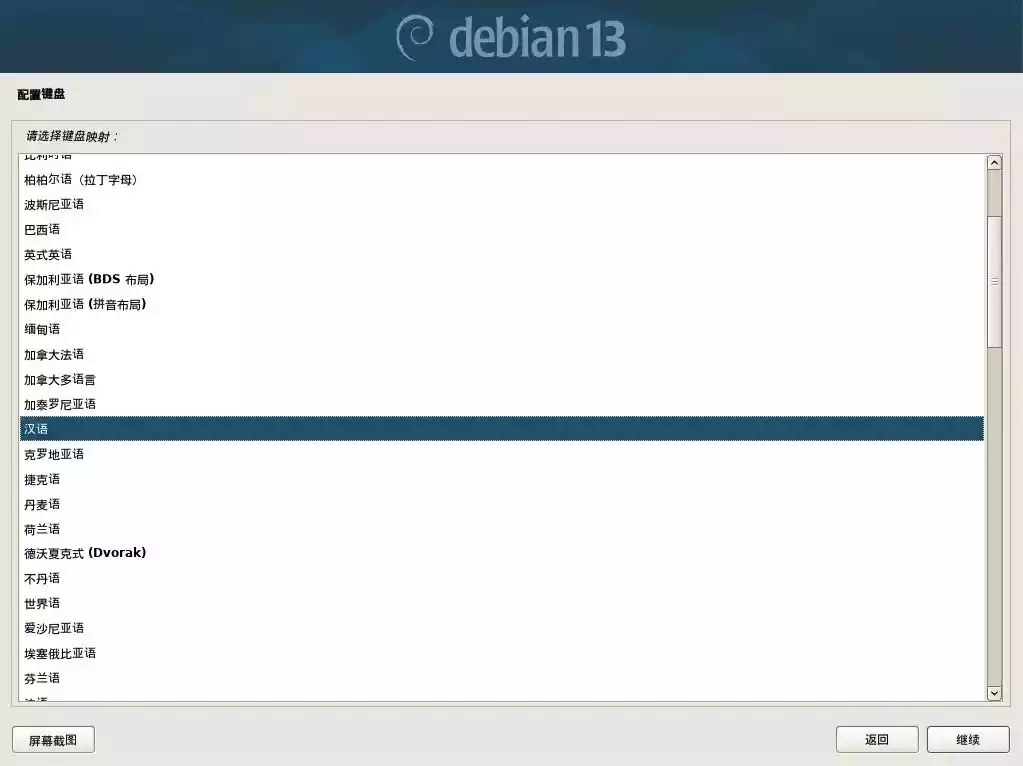 debian 13
配置键盘
请选择键盘映射：
柏柏尔语（拉丁字母）
波斯尼亚语
巴西语
英式英语
保加利亚语 (BDS 布局)
保加利亚语 (拼音布局)
缅甸语
加拿大法语
加拿大多语言
加泰罗尼亚语
汉语
克罗地亚语
捷克语
丹麦语
荷兰语
德沃夏克式 (Dvorak)
不丹语
世界语
爱沙尼亚语
埃塞俄比亚语
芬兰语
屏幕截图
返回
继续